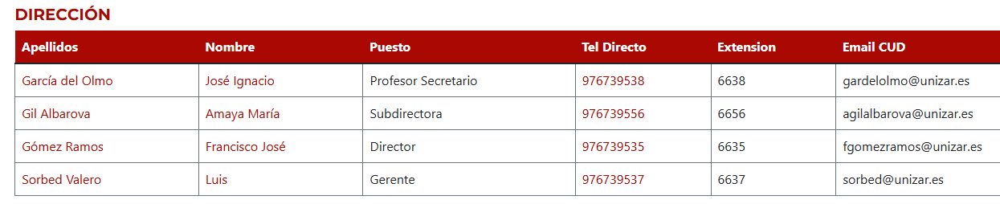 DIRECCIÓN
Apellidos Nombre Puesto Tel Directo Extension Email CUD
García del Olmo José Ignacio Profesor Secretario 976739538 6638 gardelolmo@unizar.es
Gil Albarova Amaya María Subdirectora 976739556 6656 agilalbarova@unizar.es
Gómez Ramos Francisco José Director 976739535 6635 fgomezramos@unizar.es
Sorbed Valero Luis Gerente 976739537 6637 sorbed@unizar.es